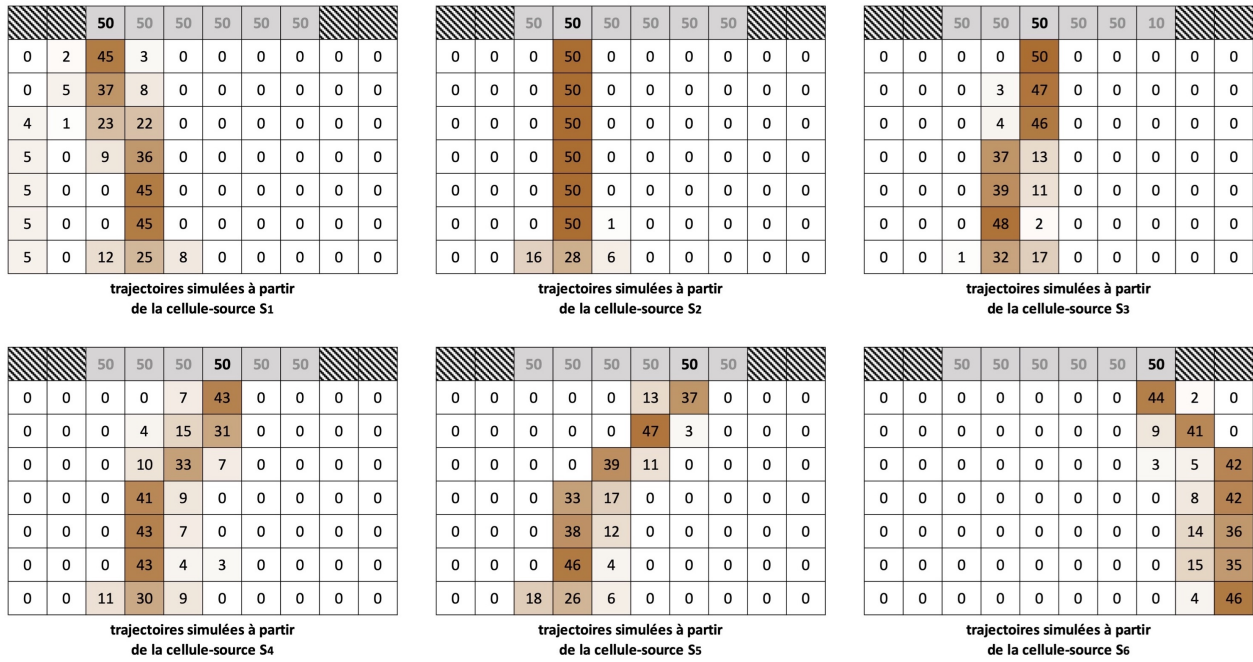 50 50 50 50 50 50
0 2 45 3 0 0 0 0 0 0
0 5 37 8 0 0 0 0 0 0
4 1 23 22 0 0 0 0 0 0
5 0 9 36 0 0 0 0 0 0
5 0 0 45 0 0 0 0 0 0
5 0 0 45 0 0 0 0 0 0
5 0 12 25 8 0 0 0 0 0
trajectoires simulées à partir
de la cellule-source S1
50 50 50 50 50 50
0 0 0 50 0 0 0 0 0 0
0 0 0 50 0 0 0 0 0 0
0 0 0 50 0 0 0 0 0 0
0 0 0 50 0 0 0 0 0 0
0 0 0 50 0 0 0 0 0 0
0 0 0 50 1 0 0 0 0 0
0 0 16 28 6 0 0 0 0 0
trajectoires simulées à partir
de la cellule-source S2
50 50 50 50 50 10
0 0 0 0 50 0 0 0 0 0
0 0 0 3 47 0 0 0 0 0
0 0 0 4 46 0 0 0 0 0
0 0 0 37 13 0 0 0 0 0
0 0 0 39 11 0 0 0 0 0
0 0 0 48 2 0 0 0 0 0
0 0 1 32 17 0 0 0 0 0
trajectoires simulées à partir
de la cellule-source S3
50 50 50 50 50 50
0 0 0 0 7 43 0 0 0 0
0 0 0 4 15 31 0 0 0 0
0 0 0 10 33 7 0 0 0 0
0 0 0 41 9 0 0 0 0 0
0 0 0 43 7 0 0 0 0 0
0 0 0 43 4 3 0 0 0 0
0 0 11 30 9 0 0 0 0 0
trajectoires simulées à partir
de la cellule-source S4
50 50 50 50 50 50
0 0 0 0 0 13 37 0 0 0
0 0 0 0 0 47 3 0 0 0
0 0 0 0 39 11 0 0 0 0
0 0 0 33 17 0 0 0 0 0
0 0 0 38 12 0 0 0 0 0
0 0 0 46 4 0 0 0 0 0
0 0 18 26 6 0 0 0 0 0
trajectoires simulées à partir
de la cellule-source S5
50 50 50 50 50 50
0 0 0 0 0 0 0 44 2 0
0 0 0 0 0 0 0 9 41 0
0 0 0 0 0 0 0 3 5 42
0 0 0 0 0 0 0 0 8 42
0 0 0 0 0 0 0 0 14 36
0 0 0 0 0 0 0 0 15 35
0 0 0 0 0 0 0 0 4 46
trajectoires simulées à partir
de la cellule-source S6